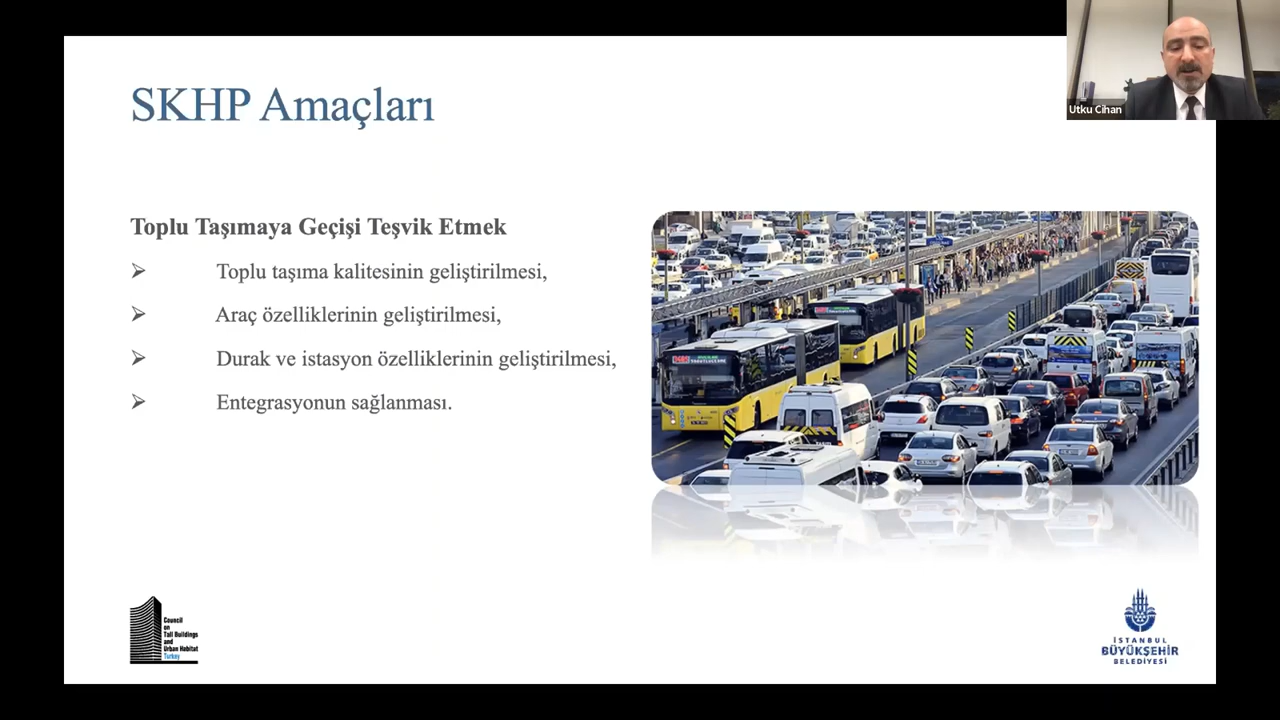 SKHP Amaçları
Utku Cihan
Toplu Taşımaya Geçişi Teşvik Etmek
Toplu taşıma kalitesinin geliştirilmesi,
Araç özelliklerinin geliştirilmesi,
Durak ve istasyon özelliklerinin geliştirilmesi,
Entegrasyonun sağlanması.
Council
on
Tall Buildings
and
Urban Habitat
Turkey
İSTANBUL
BÜYÜKŞEHİR
BELEDİYESİ